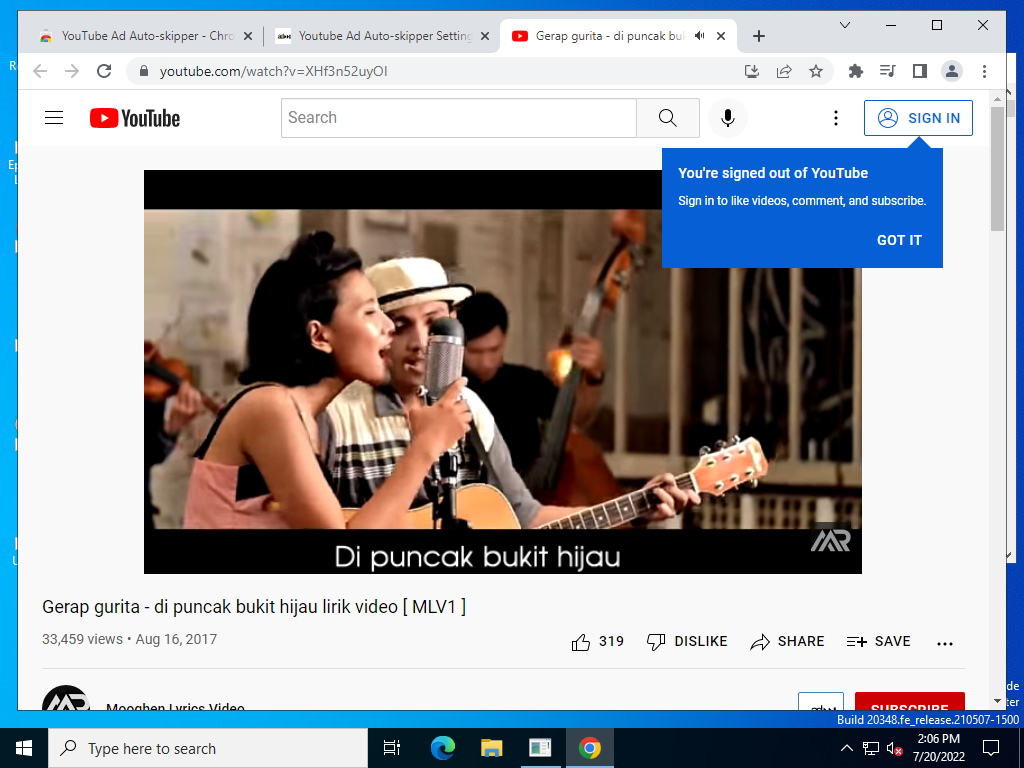 YouTube Ad Auto-skipper - Chro
Youtube Ad Auto-skipper Setting
Gerap gurita - di puncak buk
youtube.com/watch?v=XHf3n52uyOI
YouTube
Search
SIGN IN
You're signed out of YouTube
Sign in to like videos, comment, and subscribe.
GOT IT
Di puncak bukit hijau
Gerap gurita - di puncak bukit hijau lirik video [ MLV1 ]
33,459 views • Aug 16, 2017
319
DISLIKE
SHARE
SAVE
Mooghen Lyrics Video
SUBSCRIBE
Build 20348.fe_release.210507-1500
Type here to search
2:06 PM
7/20/2022